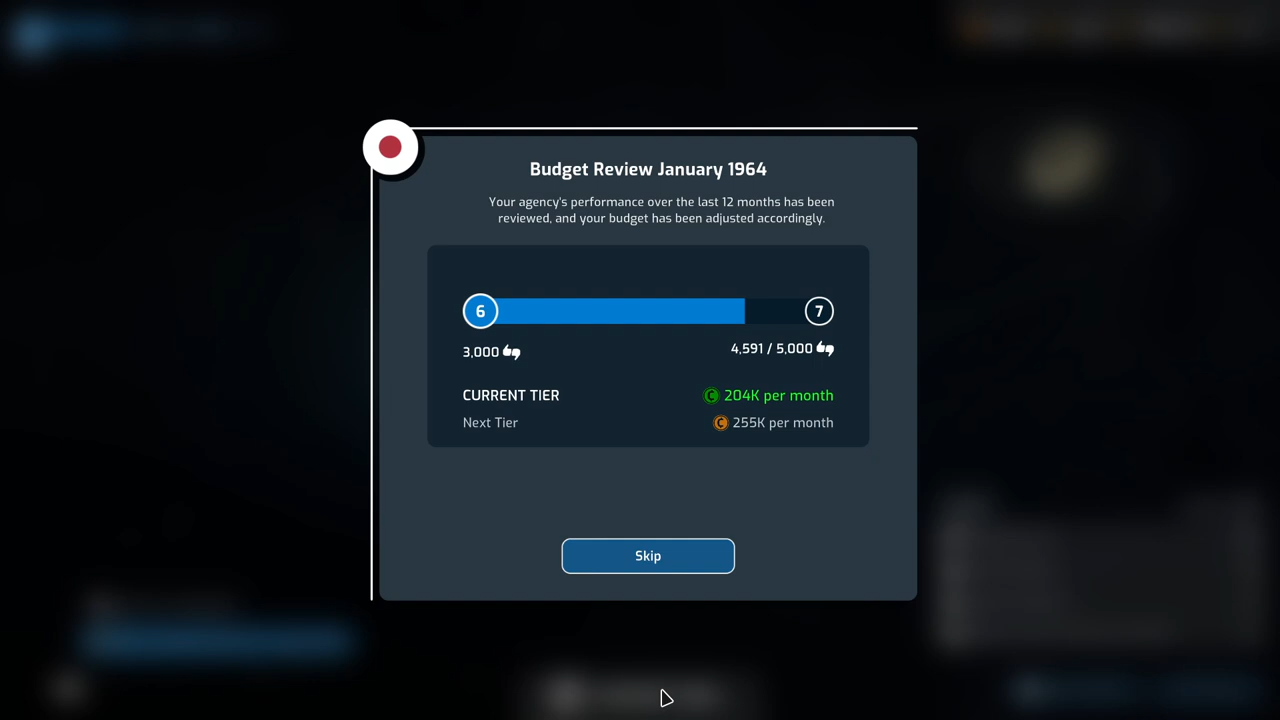 Budget Review January 1964
Your agency's performance over the last 12 months has been
reviewed, and your budget has been adjusted accordingly.
6
7
3,000
4,591 / 5,000
CURRENT TIER
204K per month
Next Tier
255K per month
Skip